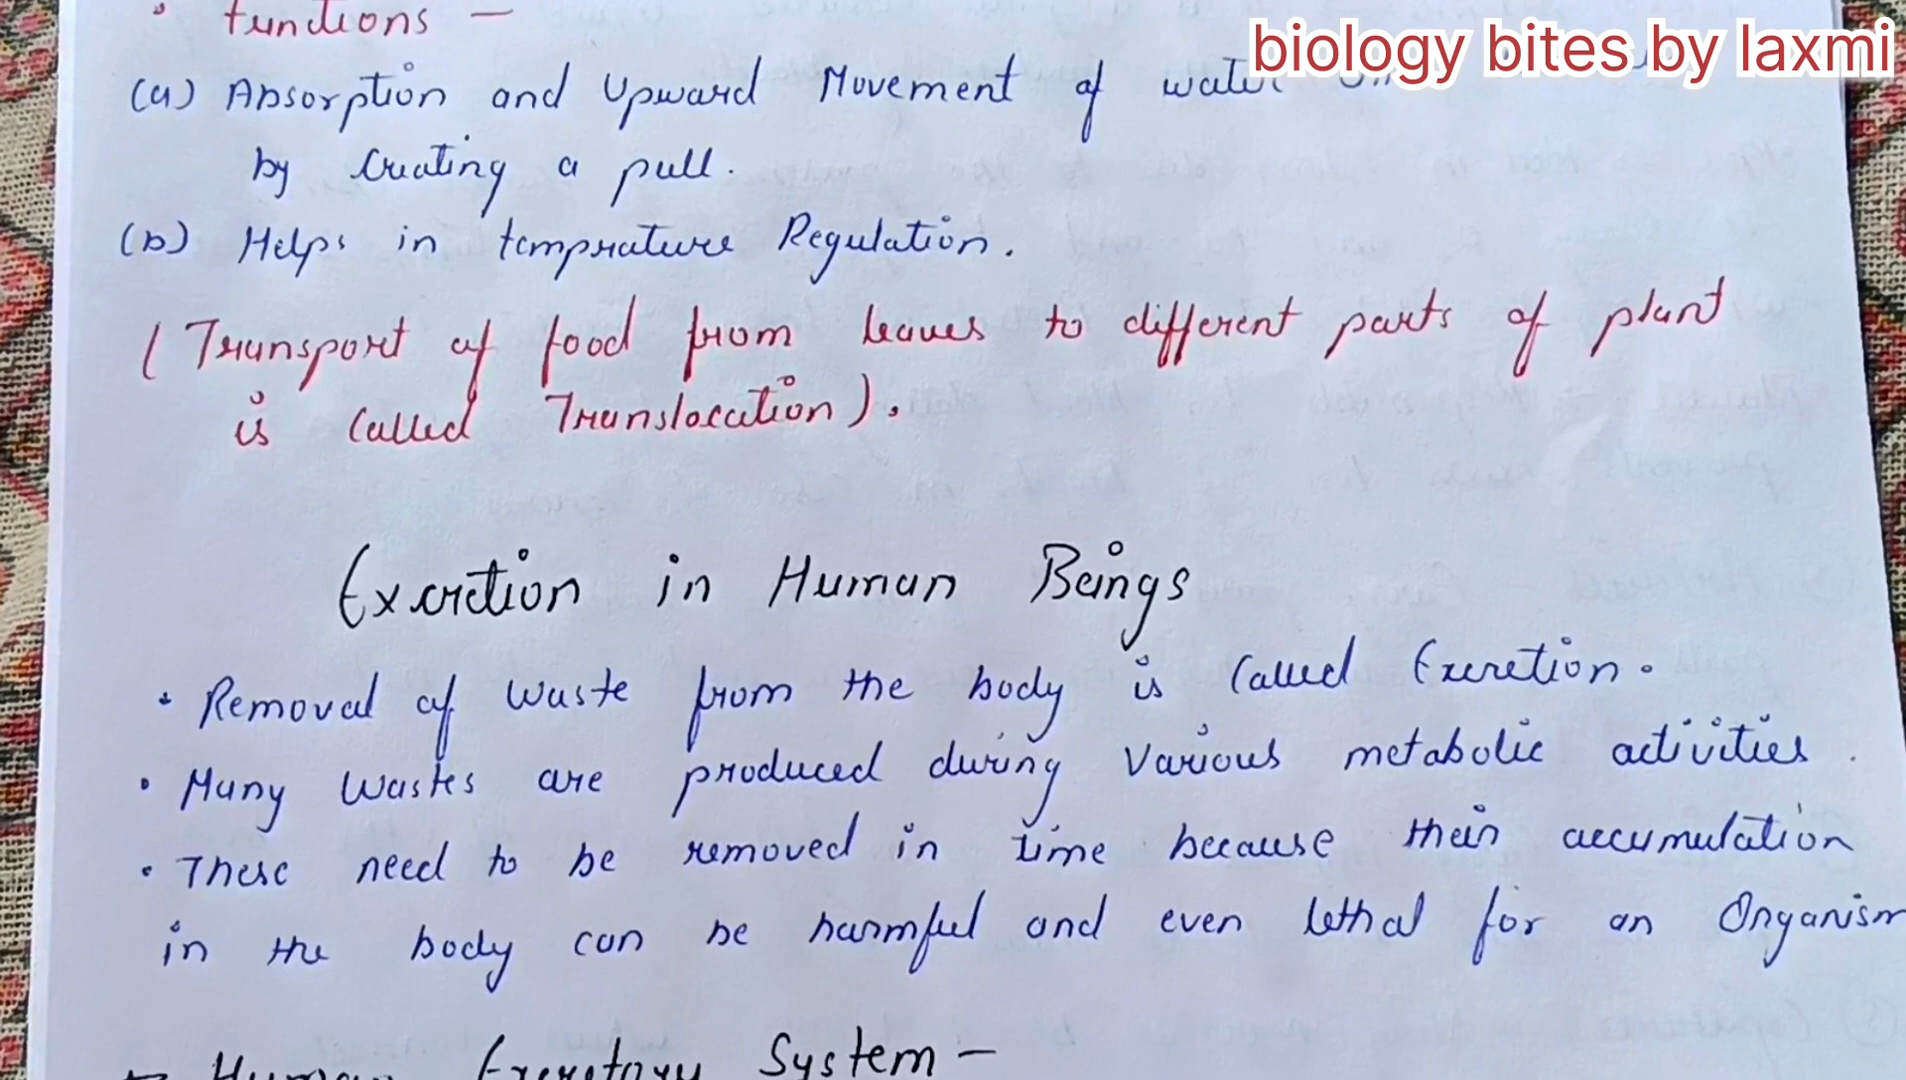 biology bites by laxmi
• functions —
(a) Absorption and Upward Movement of water
by Creating a pull.
(b) Helps in temprature Regulation.
(Transport of food from leaves to different parts of plant
is Called Translocation).
Excretion in Human Beings
• Removal of waste from the body is Called Excretion.
• Many wastes are produced during Various metabolic activities.
• These need to be removed in time because their accumulation
in the body can be harmful and even lethal for an Organism
Human Excretory System —